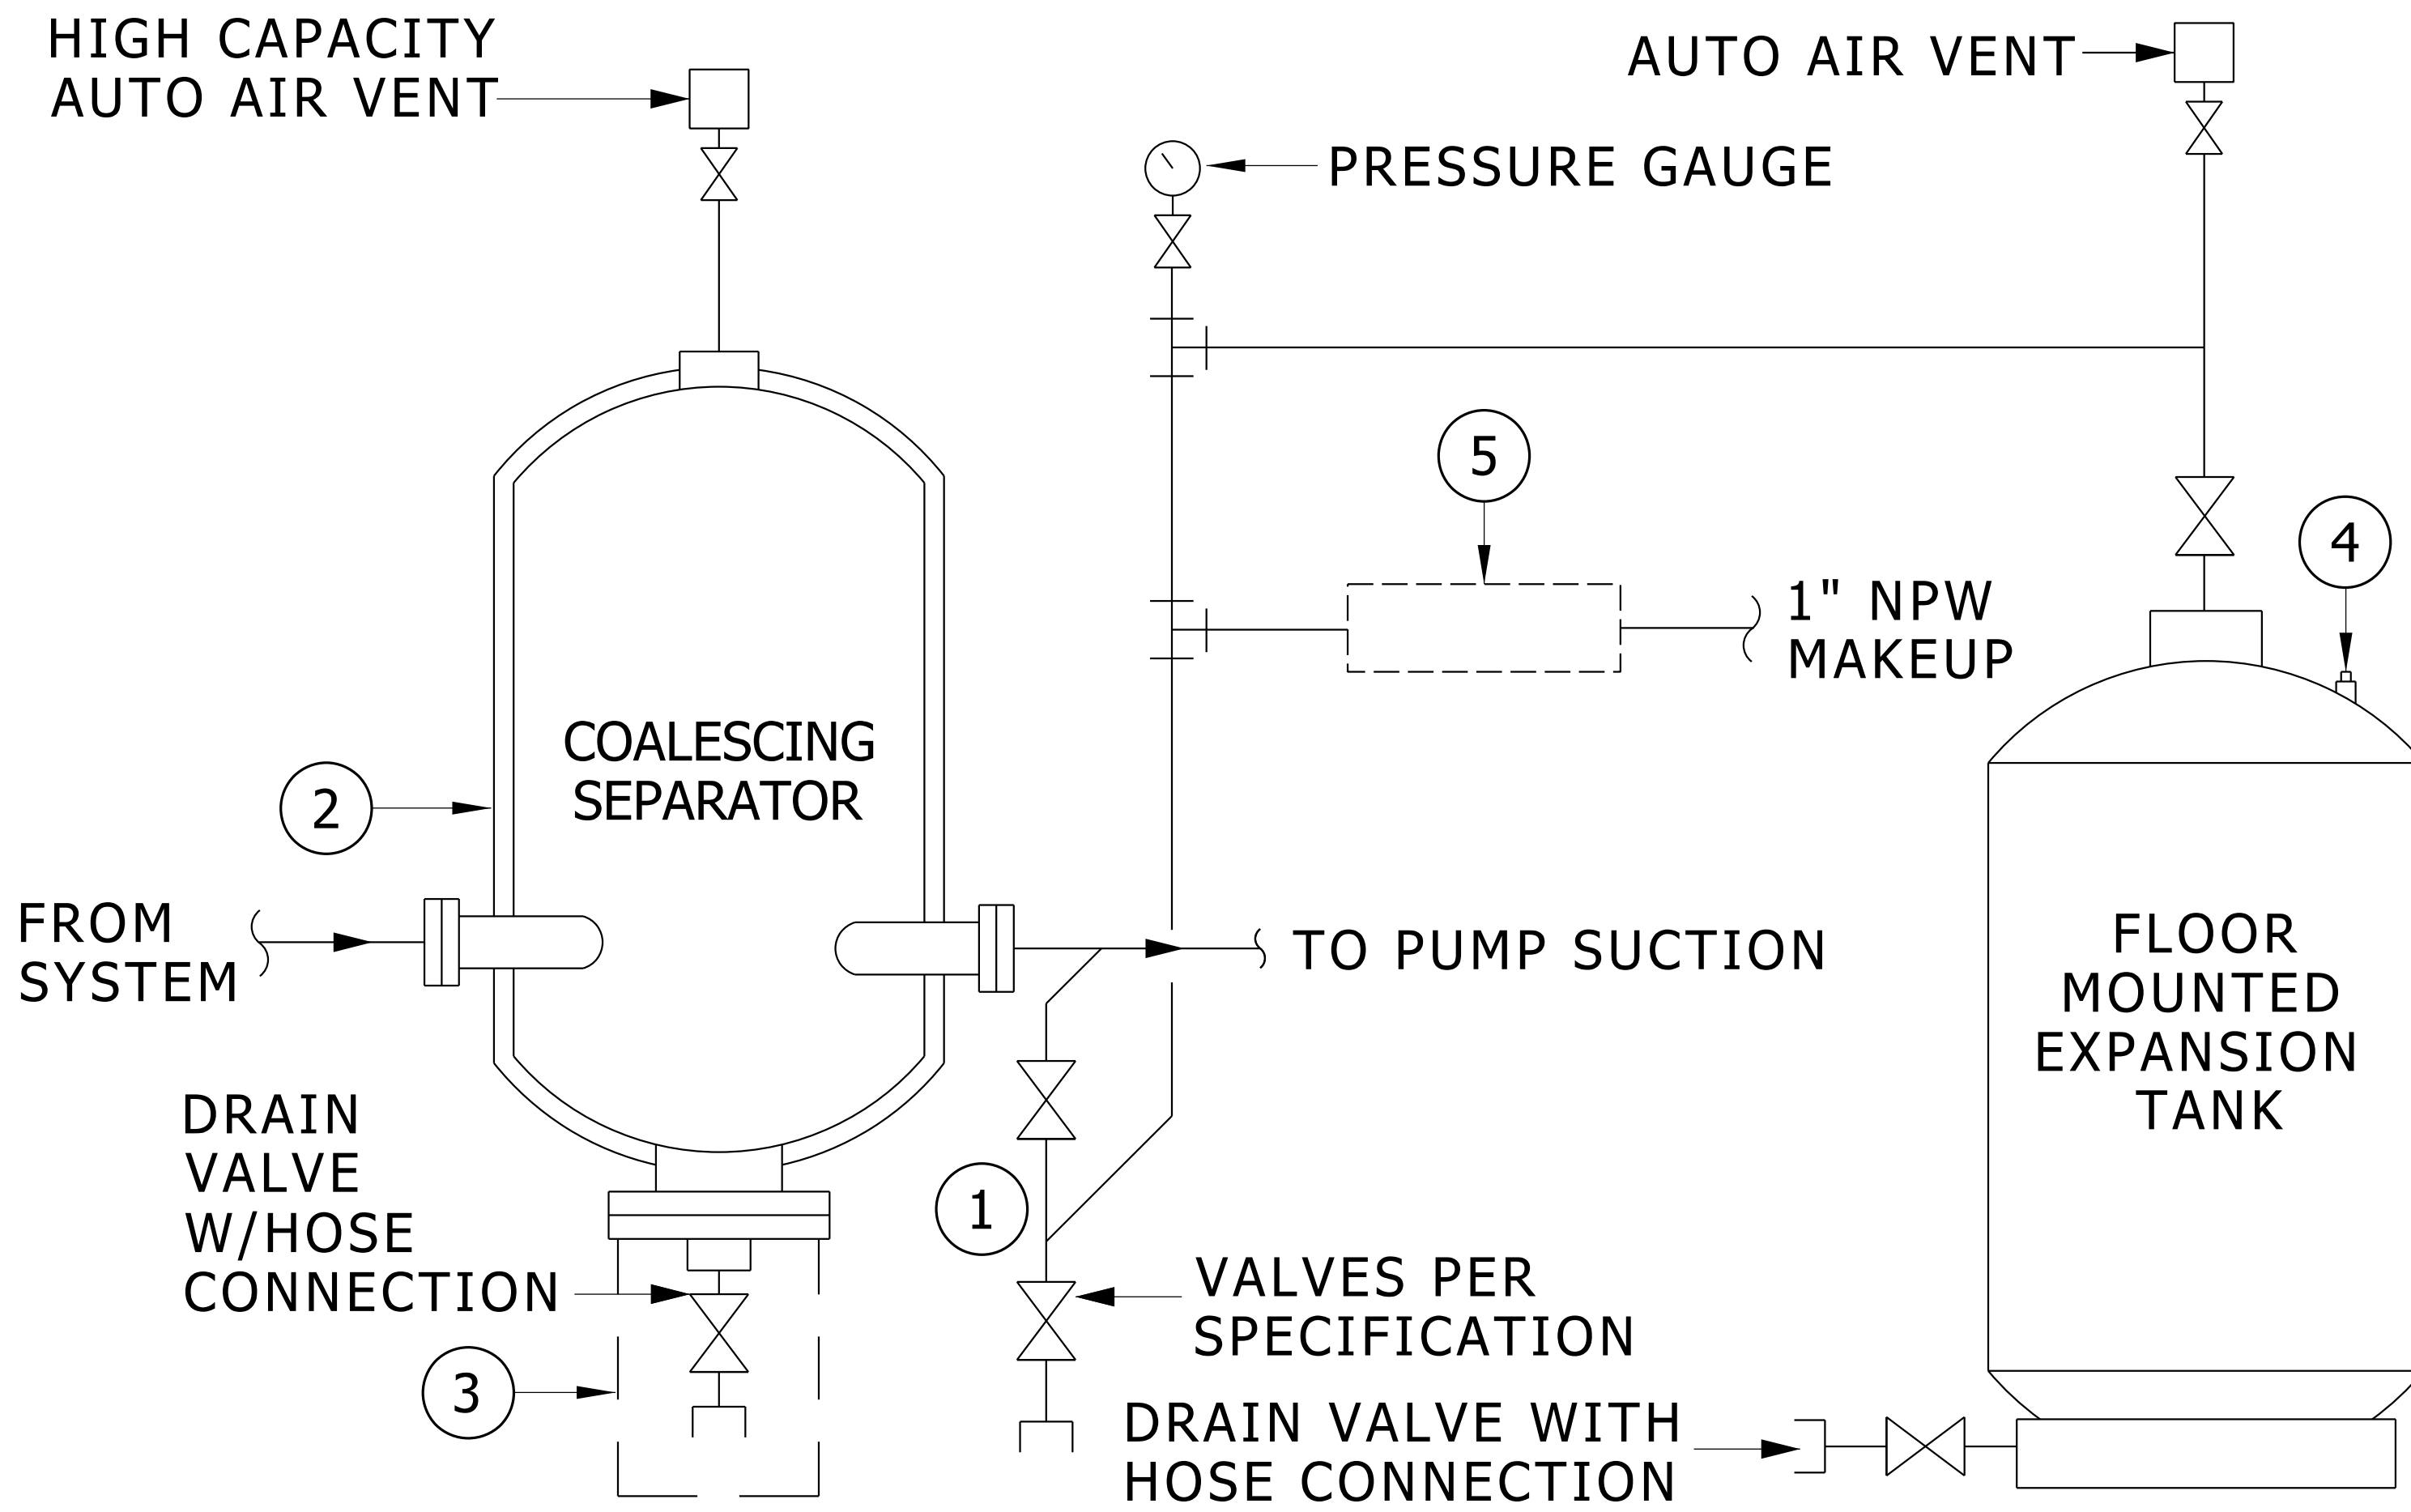 HIGH CAPACITY
AUTO AIR VENT
AUTO AIR VENT
PRESSURE GAUGE
5
4
1" NPW
MAKEUP
COALESCING
SEPARATOR
2
FROM
SYSTEM
TO PUMP SUCTION
FLOOR
MOUNTED
EXPANSION
TANK
DRAIN
VALVE
W/HOSE
CONNECTION
1
VALVES PER
SPECIFICATION
3
DRAIN VALVE WITH
HOSE CONNECTION